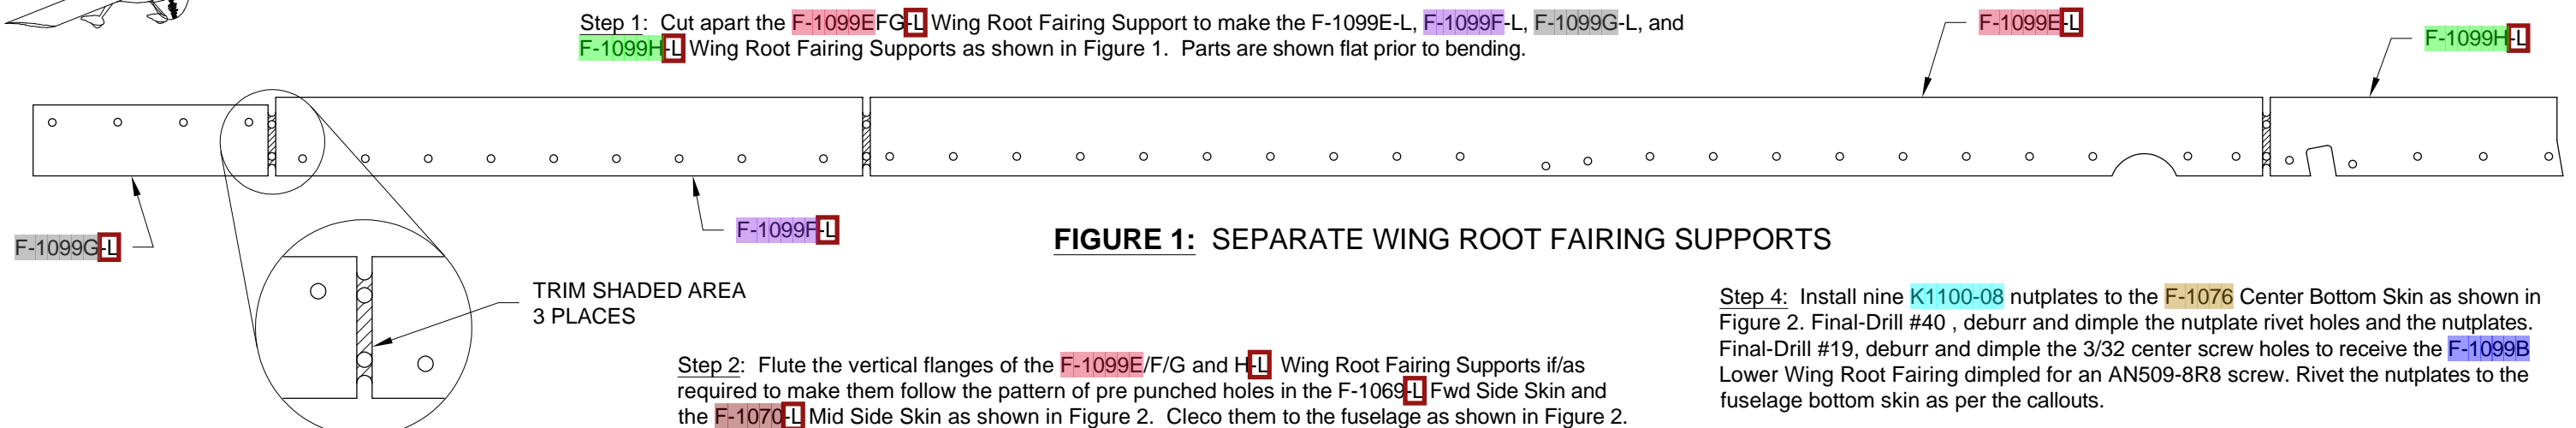 Step 1: Cut apart the F-1099EFG-L Wing Root Fairing Support to make the F-1099E-L, F-1099F-L, F-1099G-L, and
F-1099H-L Wing Root Fairing Supports as shown in Figure 1. Parts are shown flat prior to bending.
F-1099E-L
F-1099H-L
F-1099G-L
F-1099F-L
FIGURE 1: SEPARATE WING ROOT FAIRING SUPPORTS
TRIM SHADED AREA
3 PLACES
Step 2: Flute the vertical flanges of the F-1099E/F/G and H-L Wing Root Fairing Supports if/as
required to make them follow the pattern of pre punched holes in the F-1069-L Fwd Side Skin and
the F-1070-L Mid Side Skin as shown in Figure 2. Cleco them to the fuselage as shown in Figure 2.
Step 4: Install nine K1100-08 nutplates to the F-1076 Center Bottom Skin as shown in
Figure 2. Final-Drill #40 , deburr and dimple the nutplate rivet holes and the nutplates.
Final-Drill #19, deburr and dimple the 3/32 center screw holes to receive the F-1099B
Lower Wing Root Fairing dimpled for an AN509-8R8 screw. Rivet the nutplates to the
fuselage bottom skin as per the callouts.